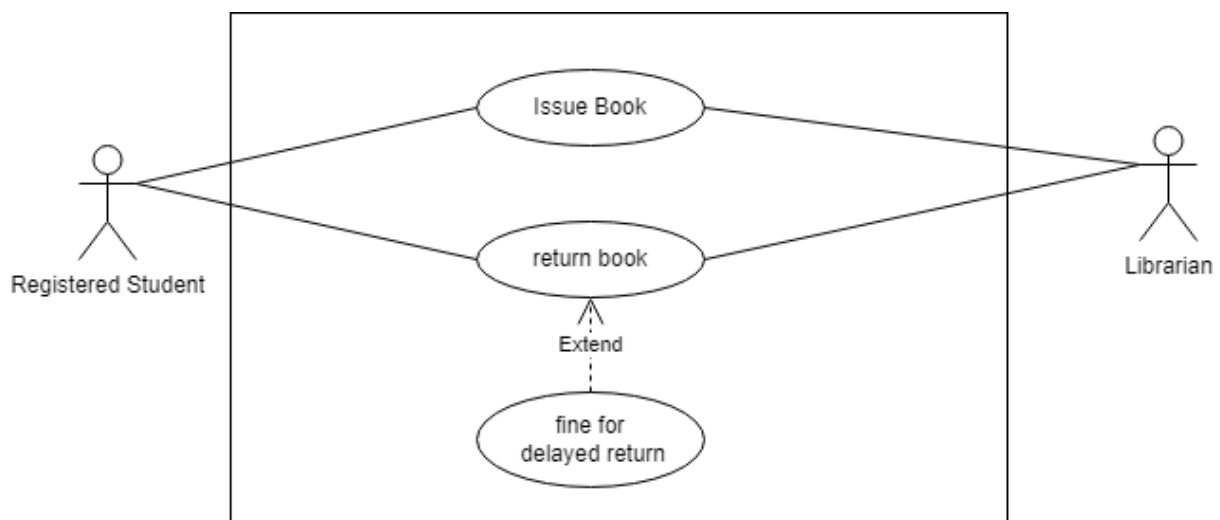 Issue Book
Registered Student
return book
Librarian
Extend
fine for
delayed return